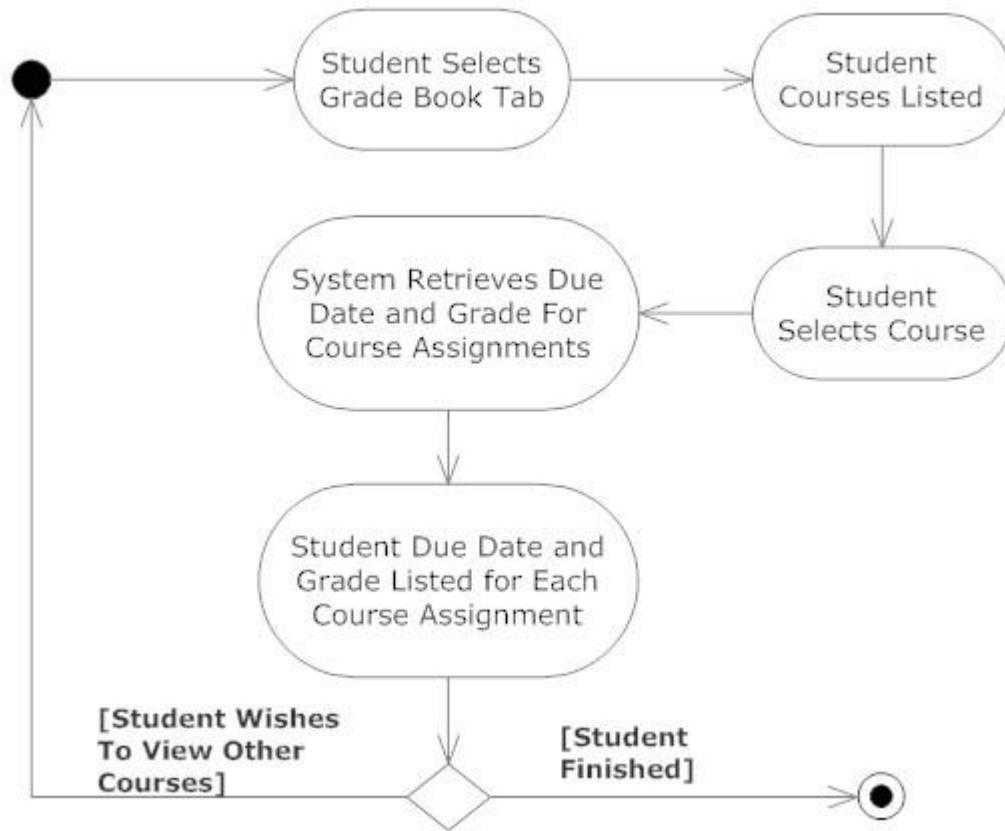 Student Selects
Grade Book Tab
Student
Courses Listed
Student
Selects Course
System Retrieves Due
Date and Grade For
Course Assignments
Student Due Date and
Grade Listed for Each
Course Assignment
[Student Wishes
To View Other
Courses]
[Student
Finished]